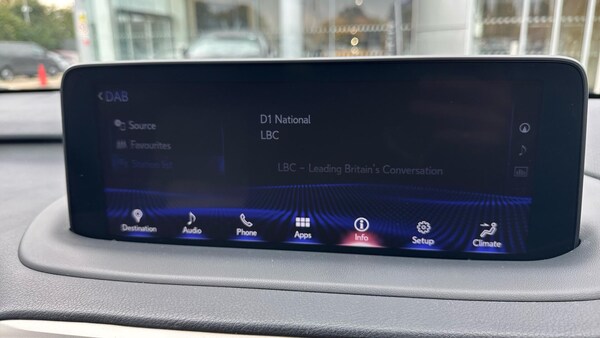 DAB
Source
Favourites
D1 National
LBC
LBC – Leading Britain's Conversation
Destination
Audio
Phone
Apps
Info
Setup
Climate